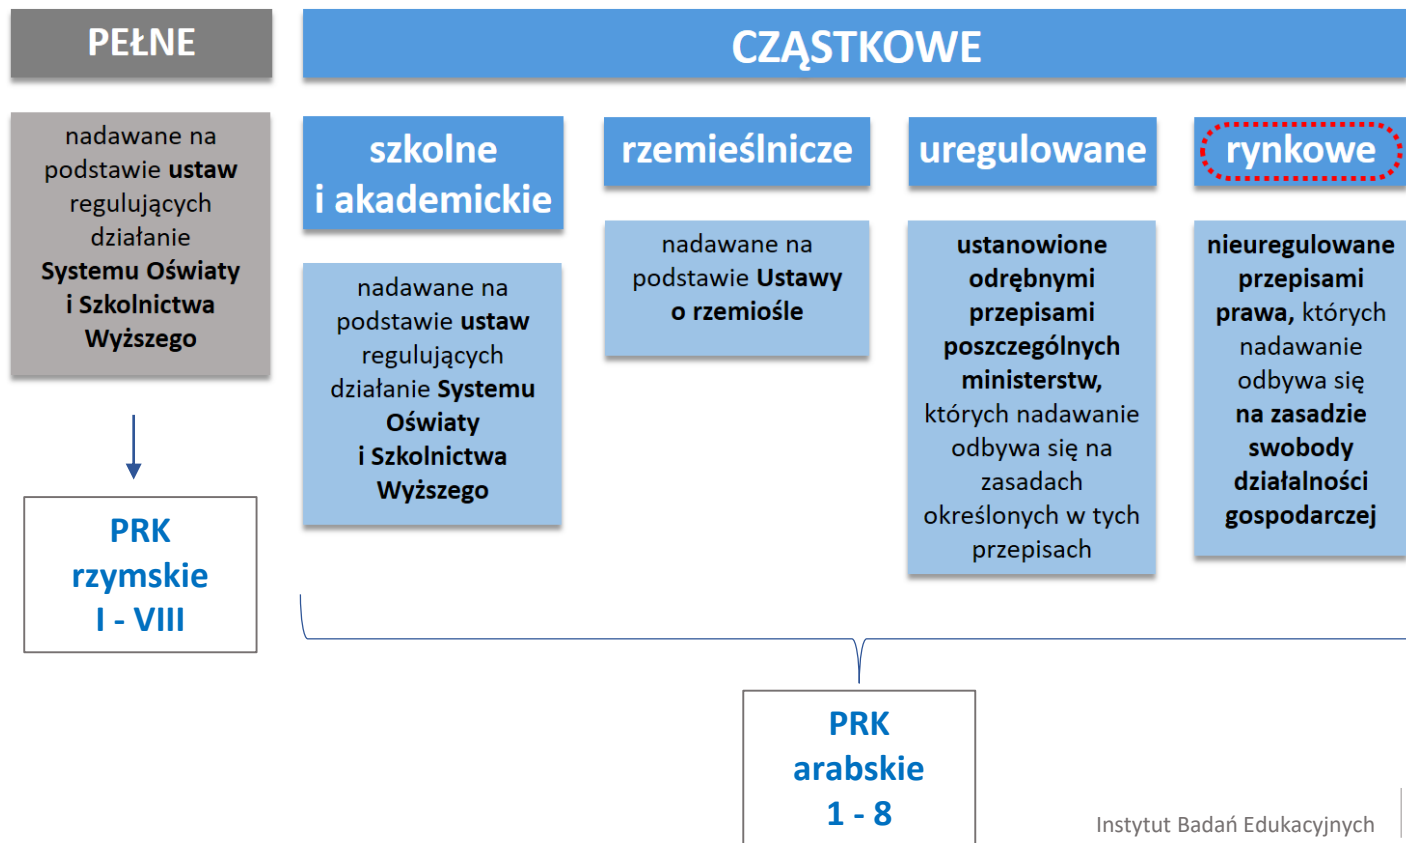 PEŁNE
nadawane na
podstawie ustaw
regulujących
działanie
Systemu Oświaty
i Szkolnictwa
Wyższego
PRK
rzymskie
I - VIII
CZĄSTKOWE
szkolne
i akademickie
nadawane na
podstawie ustaw
regulujących
działanie Systemu
Oświaty
i Szkolnictwa
Wyższego
rzemieślnicze
nadawane na
podstawie Ustawy
o rzemiośle
uregulowane
ustanowione
odrębnymi
przepisami
poszczególnych
ministerstw,
których nadawanie
odbywa się na
zasadach
określonych w tych
przepisach
rynkowe
nieuregulowane
przepisami
prawa, których
nadawanie
odbywa się
na zasadzie
swobody
działalności
gospodarczej
PRK
arabskie
1 - 8
Instytut Badań Edukacyjnych